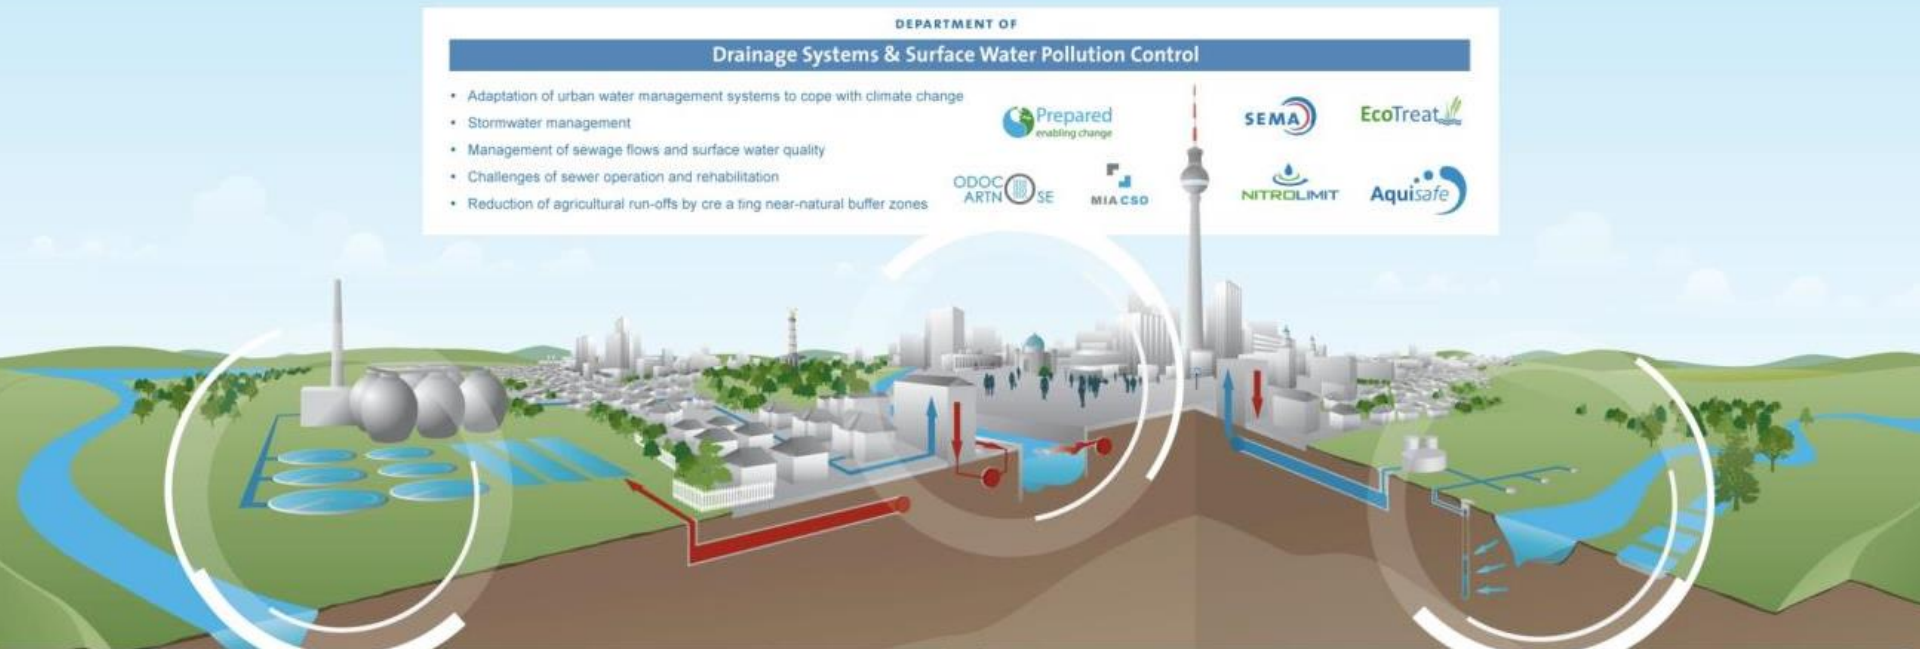 DEPARTMENT OF
Drainage Systems & Surface Water Pollution Control
• Adaptation of urban water management systems to cope with climate change
• Stormwater management
• Management of sewage flows and surface water quality
• Challenges of sewer operation and rehabilitation
• Reduction of agricultural run-offs by cre a ting near-natural buffer zones
Prepared
enabling change
SEMA
EcoTreat
ODOC
ARTN SE
MIA CSO
NITROLIMIT
Aquisafe